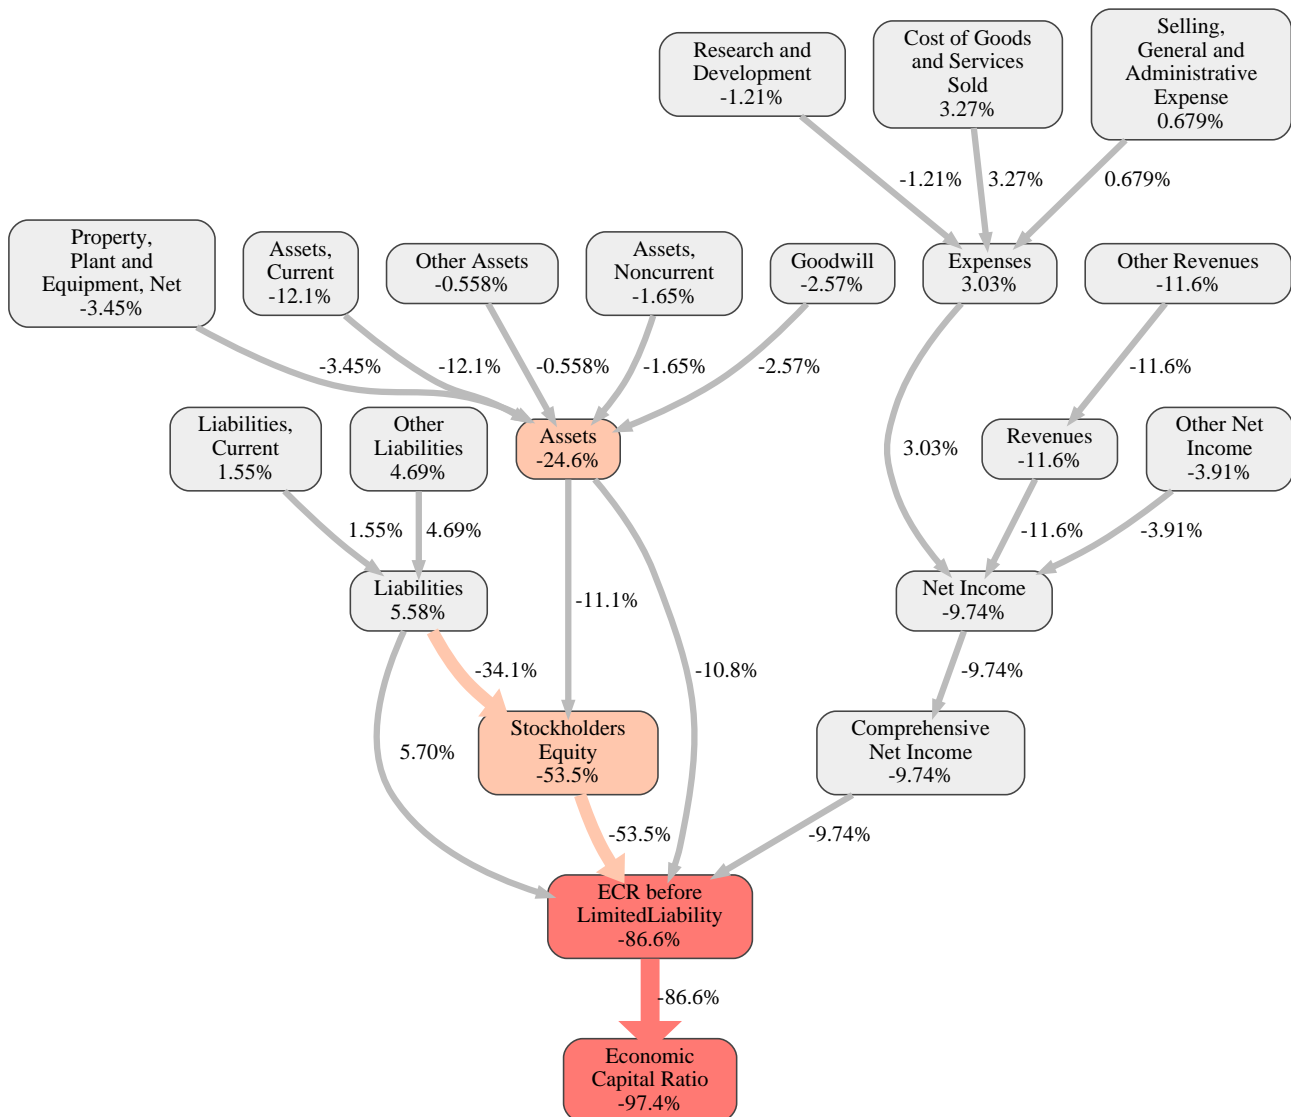 Research and
Development
-1.21%
Cost of Goods
and Services
Sold
3.27%
Selling,
General and
Administrative
Expense
0.679%
-1.21%
3.27%
0.679%
Property,
Plant and
Equipment, Net
-3.45%
Assets,
Current
-12.1%
Other Assets
-0.558%
Assets,
Noncurrent
-1.65%
Goodwill
-2.57%
Expenses
3.03%
Other Revenues
-11.6%
-3.45%
-12.1%
-0.558%
-1.65%
-2.57%
-11.6%
Liabilities,
Current
1.55%
Other
Liabilities
4.69%
Assets
-24.6%
3.03%
Revenues
-11.6%
Other Net
Income
-3.91%
1.55%
4.69%
-11.6%
-3.91%
Liabilities
5.58%
-11.1%
Net Income
-9.74%
-34.1%
-10.8%
-9.74%
5.70%
Stockholders
Equity
-53.5%
Comprehensive
Net Income
-9.74%
-53.5%
-9.74%
ECR before
LimitedLiability
-86.6%
-86.6%
Economic
Capital Ratio
-97.4%